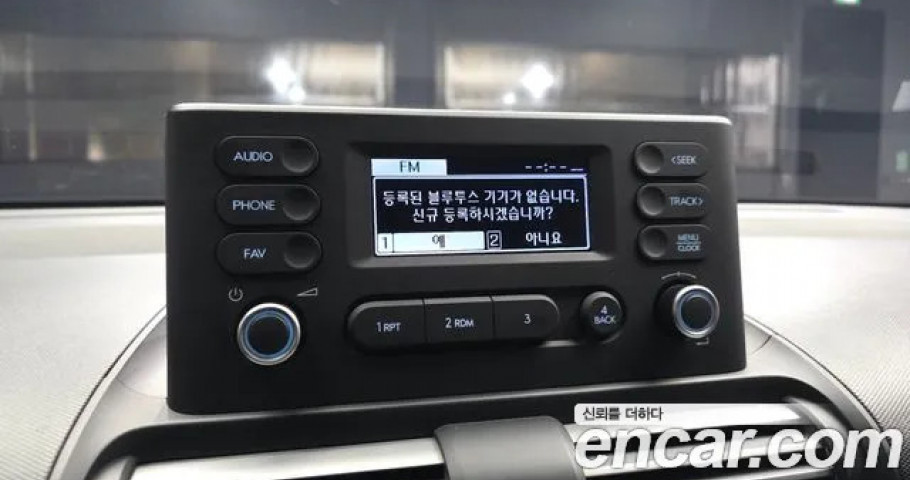 AUDIO
PHONE
FAV
FM
--:--
등록된 블루투스 기기가 없습니다.
신규 등록하시겠습니까?
1 예 2 아니요
<SEEK
TRACK>
MENU
CLOCK
1 RPT
2 RDM
3
4
BACK
신뢰를 더하다
encar.com